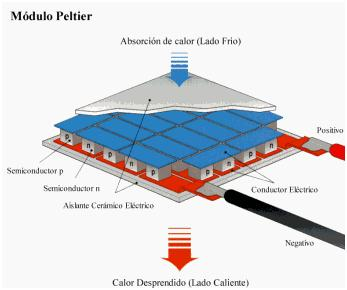 Módulo Peltier
Absorción de calor (Lado Frio)
Positivo
p
n
p
n
p
p
n
p
n
p
Semiconductor p
Semiconductor n
Aislante Cerámico Eléctrico
Conductor Eléctrico
Negativo
Calor Desprendido (Lado Caliente)